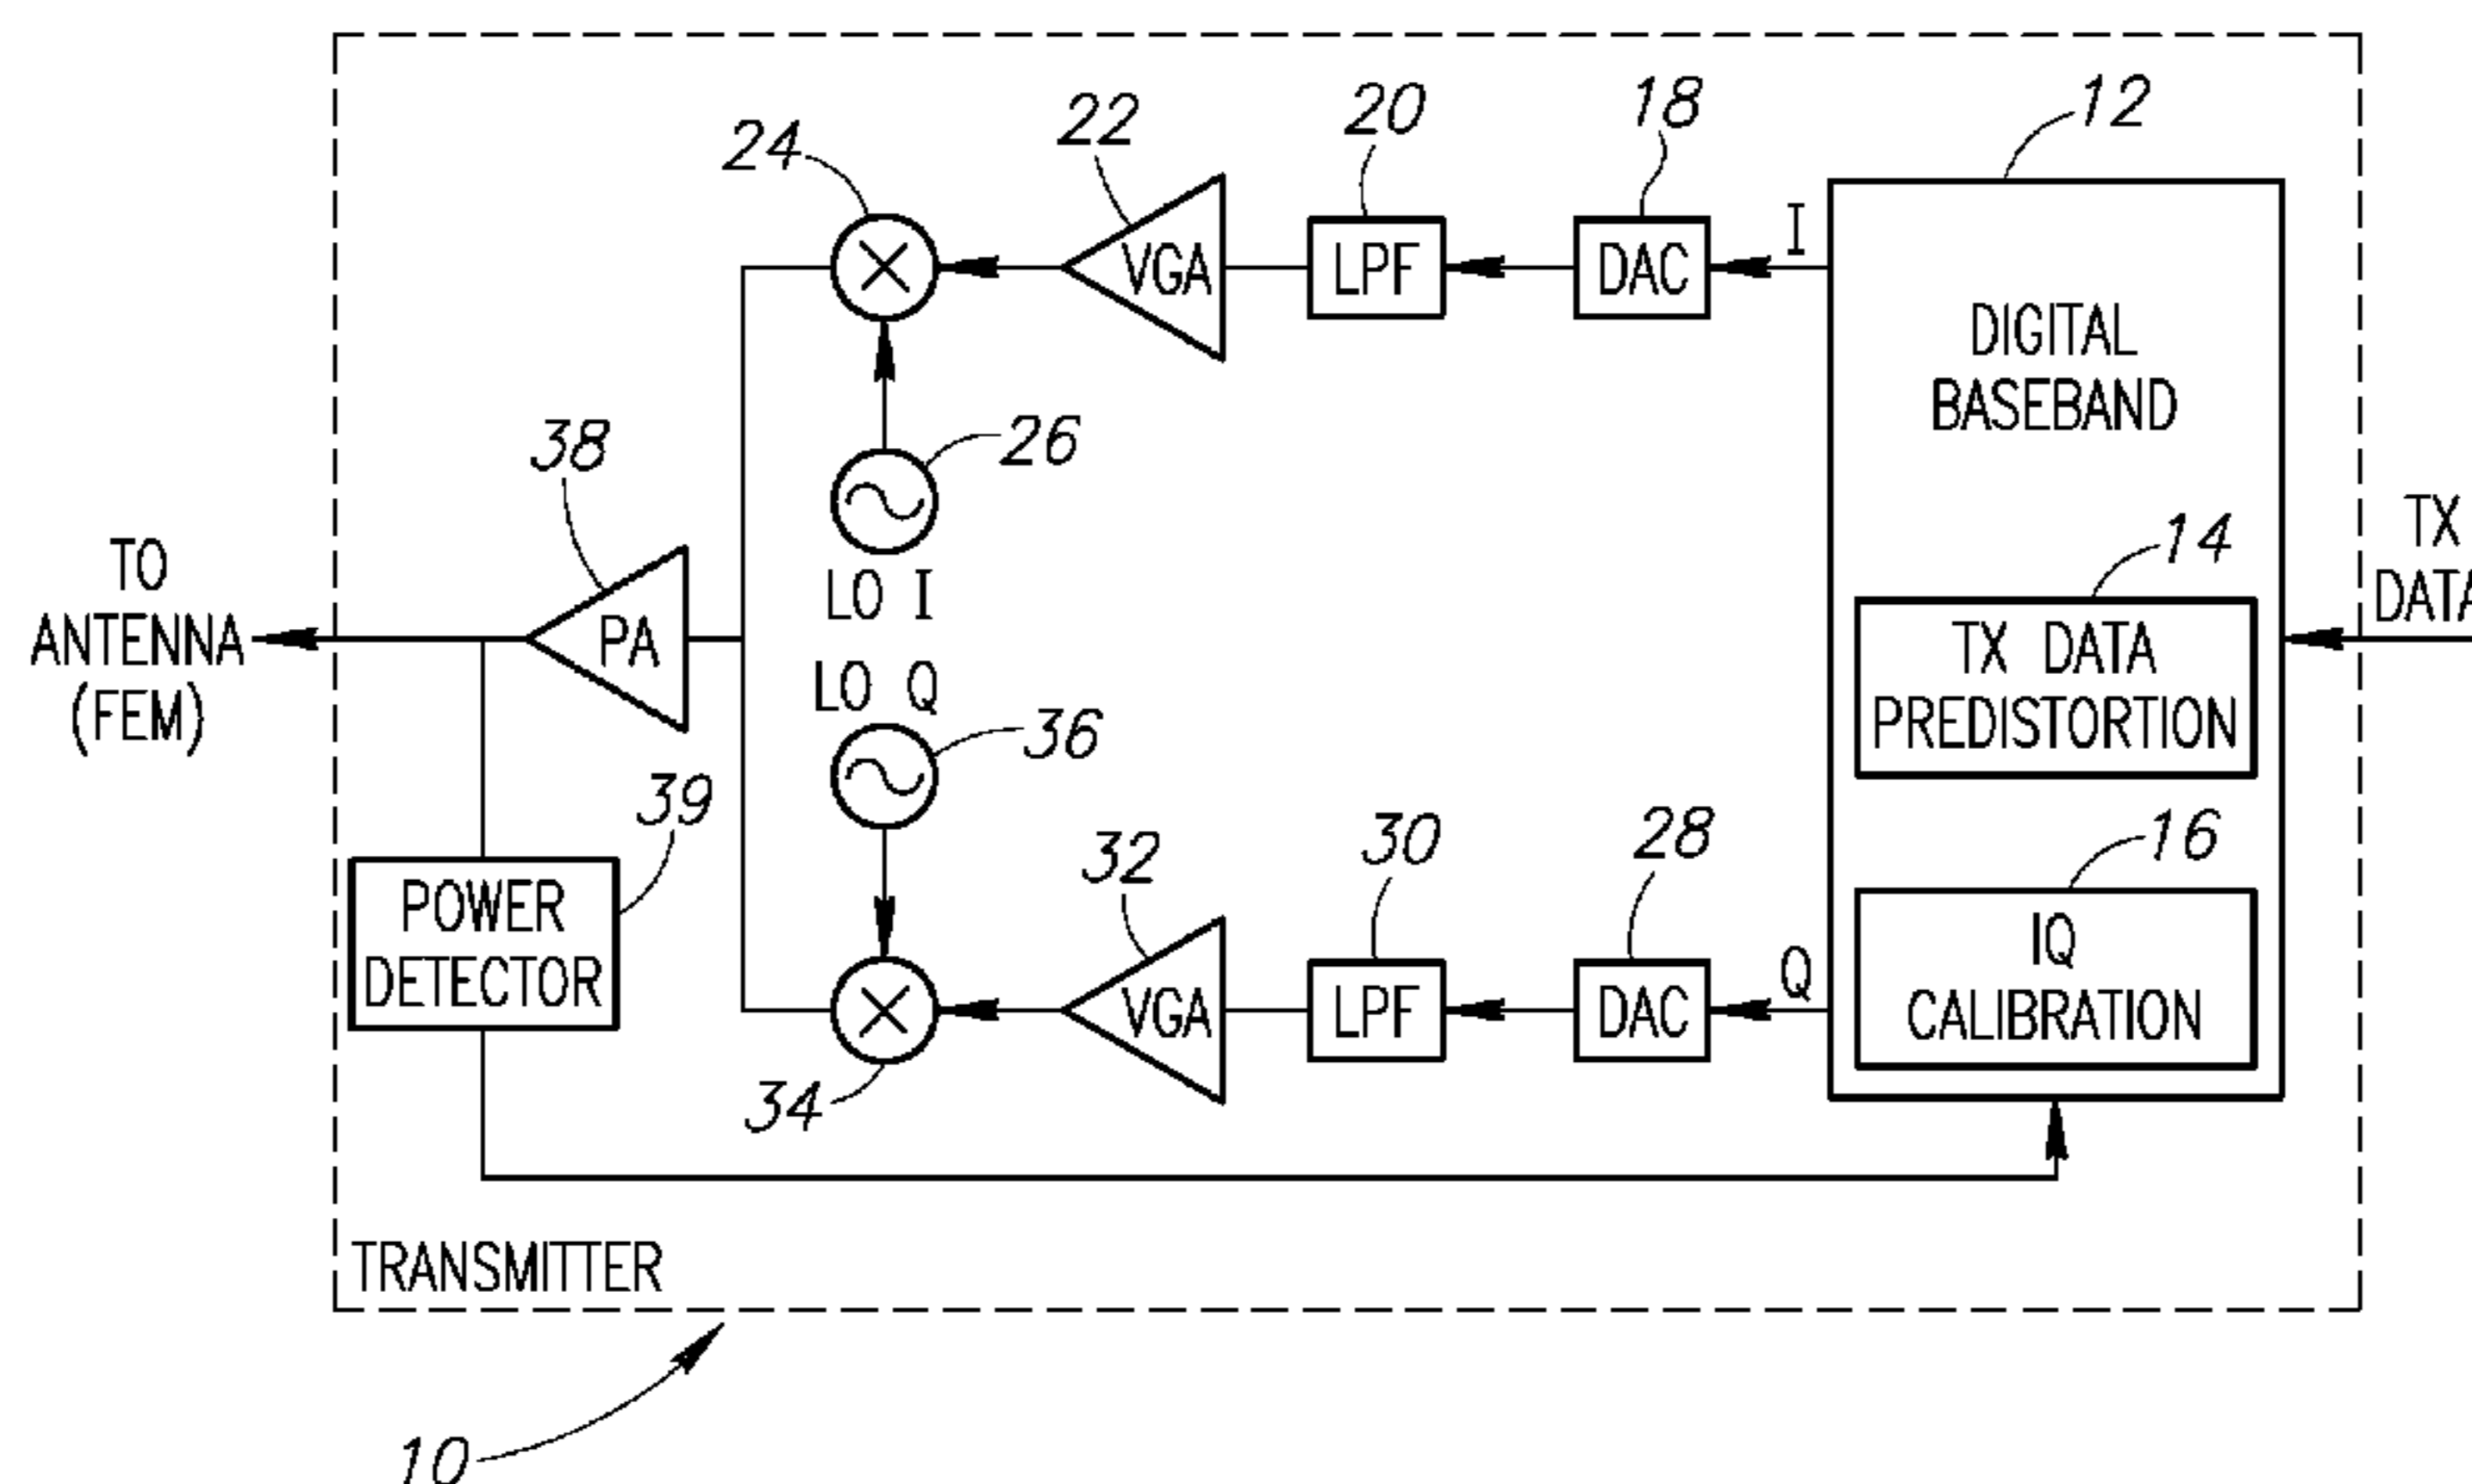 24
22
20
18
12
VGA
LPF
DAC
I
DIGITAL
BASEBAND
38
26
TO
ANTENNA
(FEM)
PA
LO I
LO Q
36
14
TX DATA
PREDISTORTION
TX
DATA
39
POWER
DETECTOR
34
32
30
28
16
VGA
LPF
DAC
Q
IQ
CALIBRATION
TRANSMITTER
10